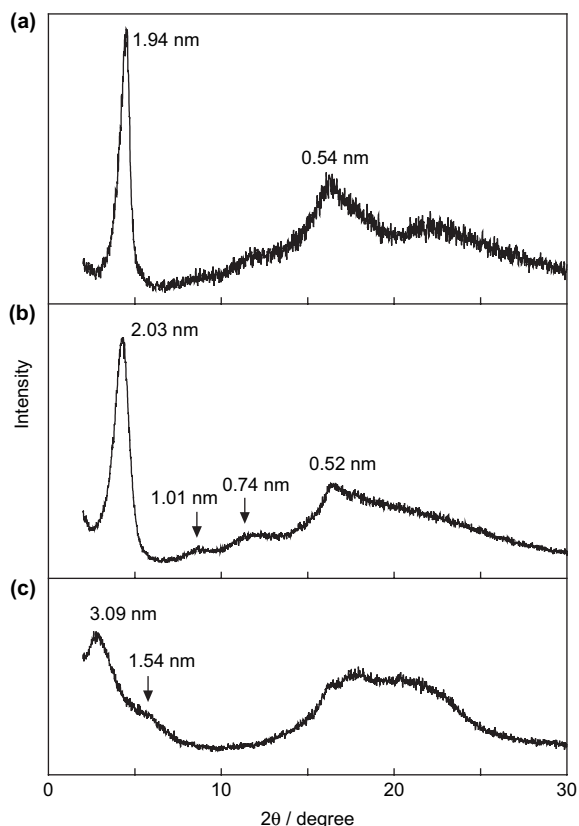 (a)
1.94 nm
0.54 nm
(b)
2.03 nm
1.01 nm
0.74 nm
0.52 nm
Intensity
(c)
3.09 nm
1.54 nm
0 10 20 30
2θ / degree